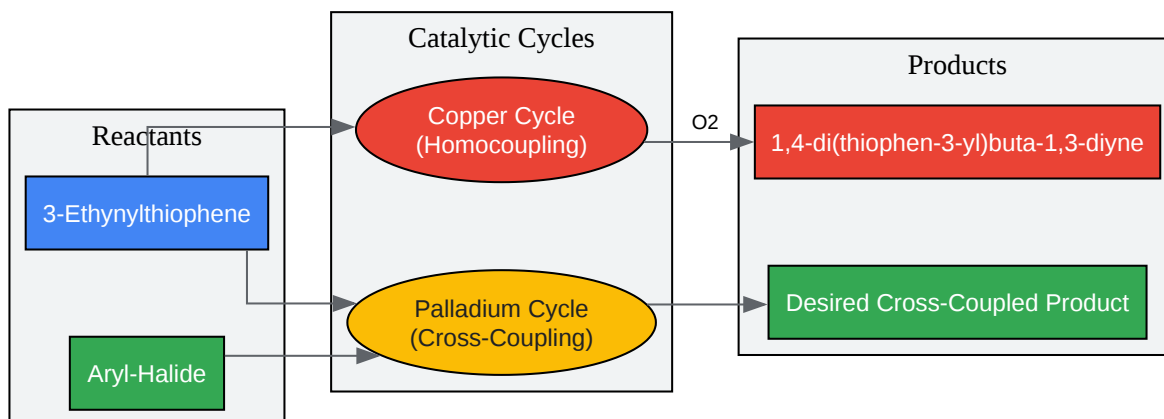 Reactants
3-Ethynylthiophene
Aryl-Halide
Catalytic Cycles
Copper Cycle
(Homocoupling)
Palladium Cycle
(Cross-Coupling)
O2
Products
1,4-di(thiophen-3-yl)buta-1,3-diyne
Desired Cross-Coupled Product